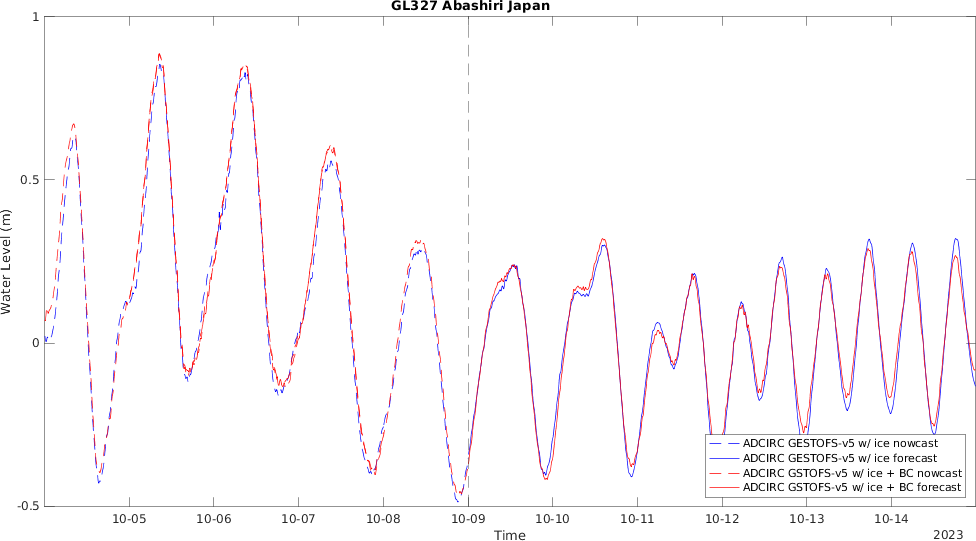 GL327 Abashiri Japan
1
0.5
0
-0.5
Water Level (m)
10-05 10-06 10-07 10-08 10-09 10-10 10-11 10-12 10-13 10-14
Time
2023
ADCIRC GESTOFS-v5 w/ ice nowcast
ADCIRC GESTOFS-v5 w/ ice forecast
ADCIRC GSTOFS-v5 w/ ice + BC nowcast
ADCIRC GSTOFS-v5 w/ ice + BC forecast